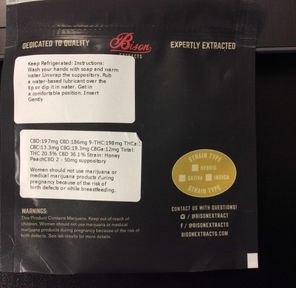 DEDICATED TO QUALITY
Bison
EXTRACTS
EXPERTLY EXTRACTED
Keep Refrigerated: Instructions:
Wash your hands with soap and warm
water.Unwrap the suppository. Rub
a water-based lubricant over the
tip or dip it in water. Get in
a comfortable position. Insert
Gently
CBD:197mg CBD:186mg 9-THC:198mg THCa:
CBC:13.3mg CBG:19.3mg CBGa:12mg Total
THC 20.5% CBD 36.1% Strain: Honey
Peach CBD 2 - 50mg suppository
Women should not use marijuana or
medical marijuana products during
pregnancy because of the risk of
birth defects or while breastfeeding.
STRAIN TYPE
HYBRID
SATIVA
INDICA
STRAIN TYPE
WARNINGS:
This Product Contains Marijuana. Keep out of reach of
children. Women should not use marijuana or medical
marijuana products during pregnancy because of the risk of
birth defects. See lab results for more details.
CONTACT US WITH QUESTIONS!
/@BISONEXTRACT
/@BISONEXTRACTS
BISONEXTRACTS.COM